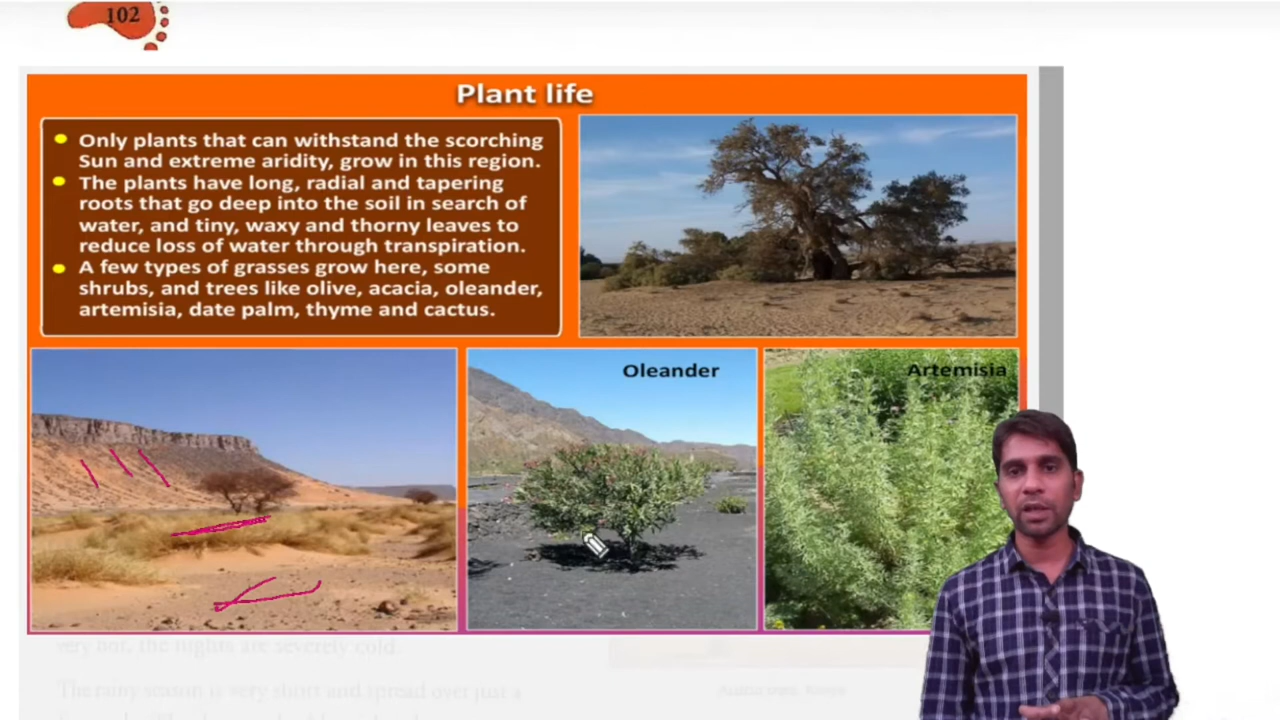 102
Plant life
Only plants that can withstand the scorching
Sun and extreme aridity, grow in this region.
The plants have long, radial and tapering
roots that go deep into the soil in search of
water, and tiny, waxy and thorny leaves to
reduce loss of water through transpiration.
A few types of grasses grow here, some
shrubs, and trees like olive, acacia, oleander,
artemisia, date palm, thyme and cactus.
Oleander
Artemisia
very hot, the nights are severely cold.
The rainy season is very short and spread over just a